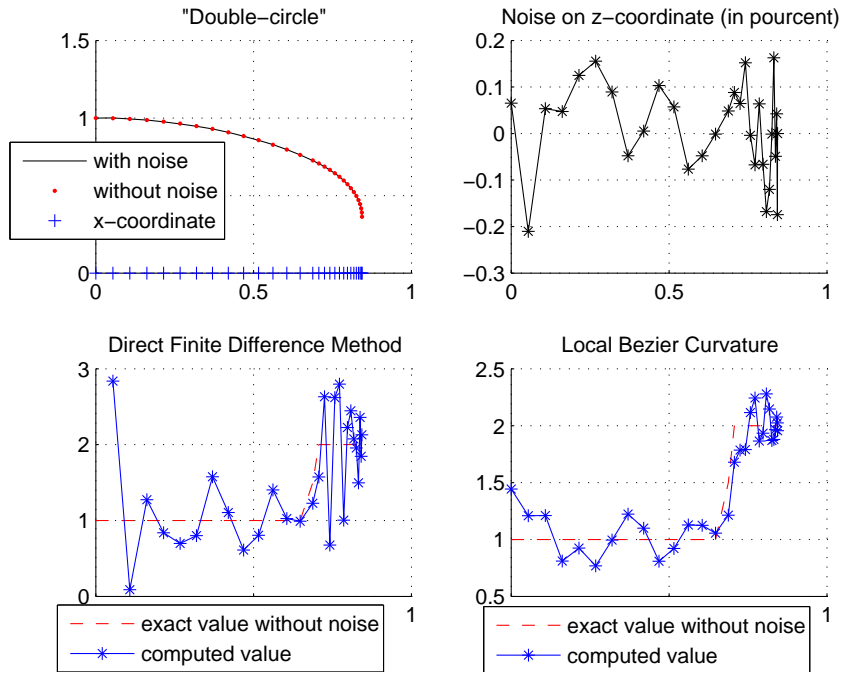 "Double−circle"
1.5
1
0
0
0.5
1
with noise
without noise
x−coordinate
Noise on z−coordinate (in pourcent)
0.2
0.1
0
−0.1
−0.2
−0.3
0
0.5
1
Direct Finite Difference Method
3
2
1
0
1
exact value without noise
computed value
Local Bezier Curvature
2.5
2
1.5
1
0.5
1
exact value without noise
computed value